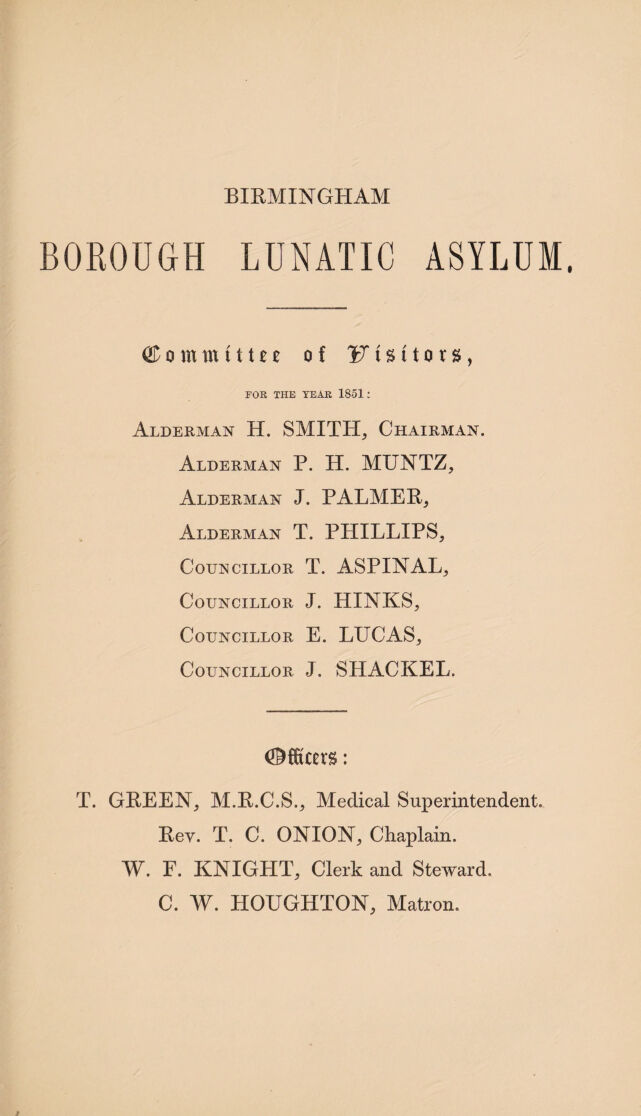 BIRMINGHAM
BOROUGH LUNATIC ASYLUM.
Committee of Visitors,
FOR THE YEAR 1851:
ALDERMAN H. SMITH, CHAIRMAN.
ALDERMAN P. H. MUNTZ,
ALDERMAN J. PALMER,
ALDERMAN T. PHILLIPS,
COUNCILLOR T. ASPINAL,
COUNCILLOR J. HINKS,
COUNCILLOR E. LUCAS,
COUNCILLOR J. SHACKEL.
Officers:
T. GREEN, M.R.C.S., Medical Superintendent.
Rev. T. C. ONION, Chaplain.
W. F. KNIGHT, Clerk and Steward.
C. W. HOUGHTON, Matron.